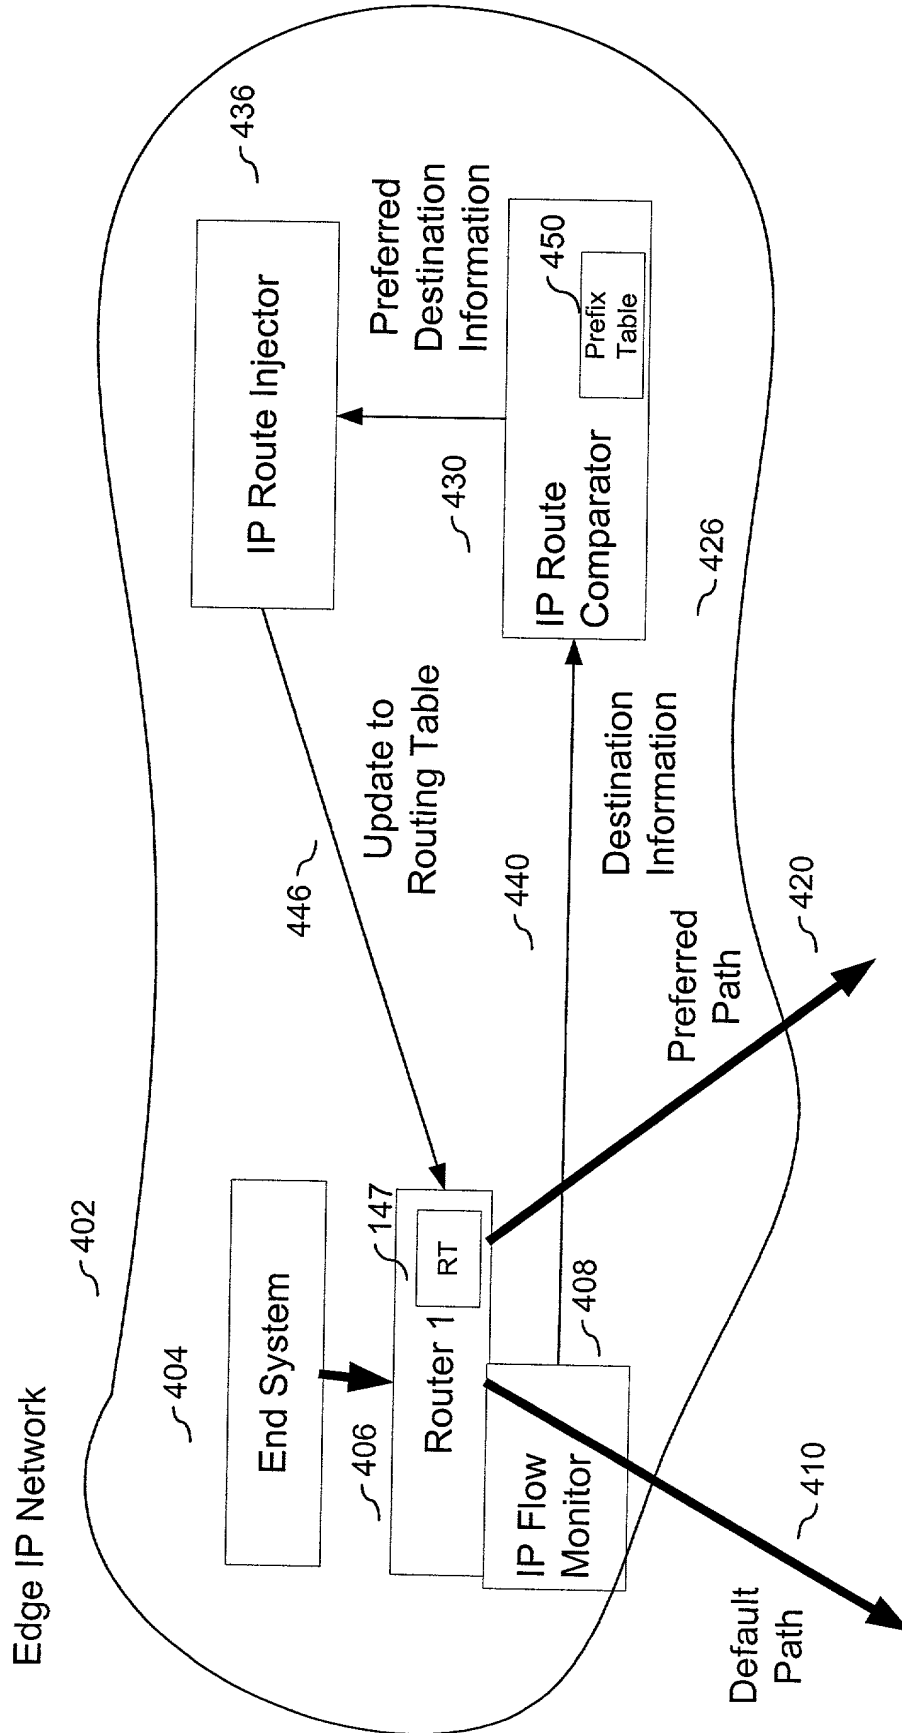 Edge IP Network
402
404
End System
406
Router 1
147
RT
IP Flow
Monitor
408
Default
Path
410
446
Update to
Routing Table
440
Destination
Information
Preferred
Path
420
IP Route Injector
436
430
Preferred
Destination
Information
IP Route
Comparator
450
Prefix
Table
426